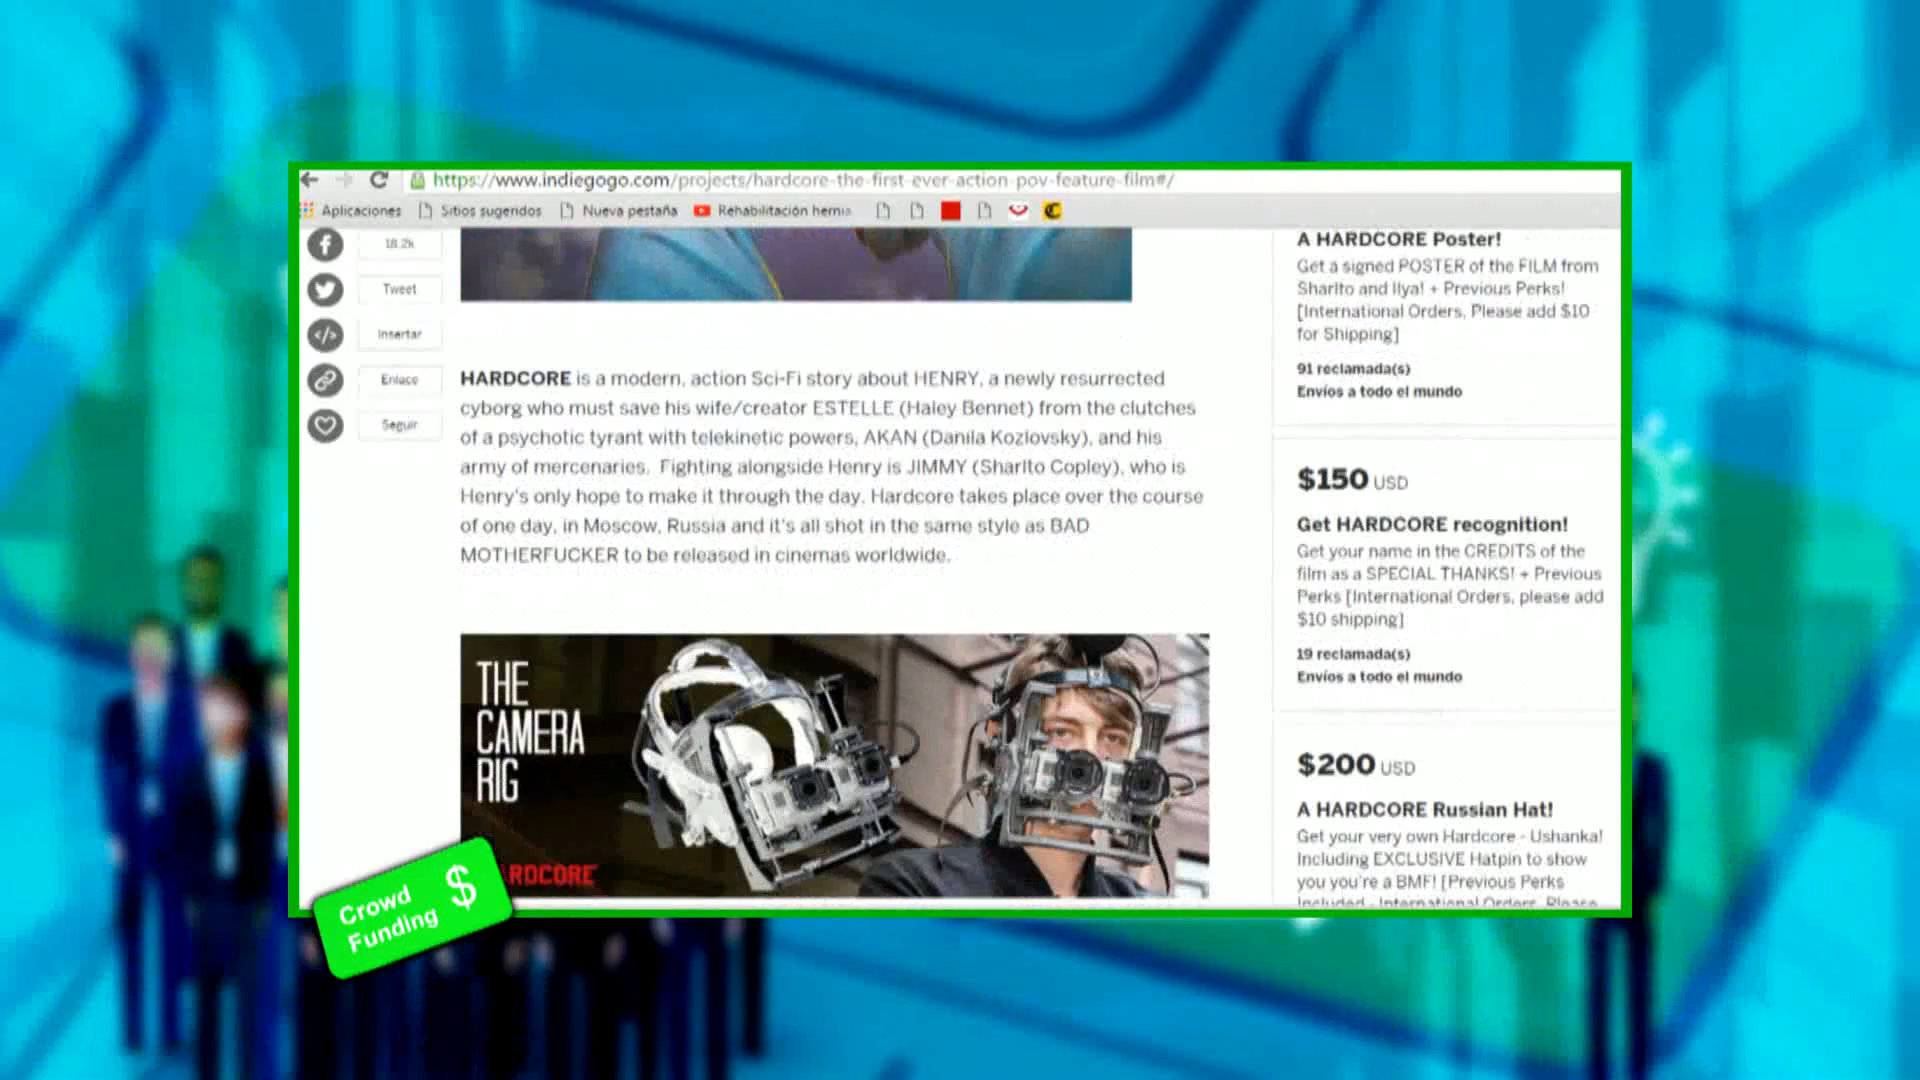 https://www.indiegogo.com/projects/hardcore-the-first-ever-action-pov-feature-film#/
Aplicaciones Sitios sugeridos Nueva pestaña Rehabilitación hernia
18.2k
Tweet
Insertar
Enlace
Seguir
HARDCORE is a modern, action Sci-Fi story about HENRY, a newly resurrected
cyborg who must save his wife/creator ESTELLE (Haley Bennet) from the clutches
of a psychotic tyrant with telekinetic powers, AKAN (Danila Kozlovsky), and his
army of mercenaries. Fighting alongside Henry is JIMMY (Sharlto Copley), who is
Henry's only hope to make it through the day. Hardcore takes place over the course
of one day, in Moscow, Russia and it's all shot in the same style as BAD
MOTHERFUCKER to be released in cinemas worldwide.
THE
CAMERA
RIG
RDCORE
Crowd
Funding $
A HARDCORE Poster!
Get a signed POSTER of the FILM from
Sharlto and Ilya! + Previous Perks!
[International Orders, Please add $10
for Shipping]
91 reclamada(s)
Envíos a todo el mundo
$150 USD
Get HARDCORE recognition!
Get your name in the CREDITS of the
film as a SPECIAL THANKS! + Previous
Perks [International Orders, please add
$10 shipping]
19 reclamada(s)
Envíos a todo el mundo
$200 USD
A HARDCORE Russian Hat!
Get your very own Hardcore - Ushanka!
Including EXCLUSIVE Hatpin to show
you you're a BMF! [Previous Perks
Included - International Orders, Please